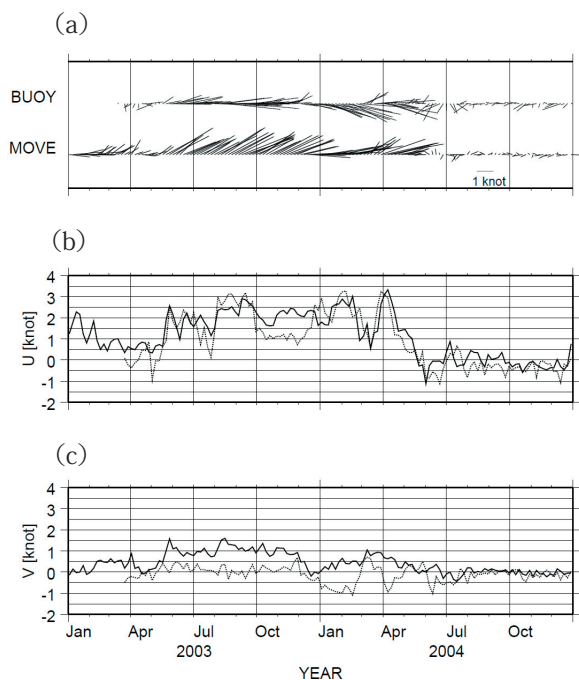 (a)
BUOY
MOVE
1 knot
(b)
4
3
2
1
0
-1
-2
U [knot]
(c)
4
3
2
1
0
-1
-2
V [knot]
Jan Apr Jul Oct Jan Apr Jul Oct
2003 2004
YEAR